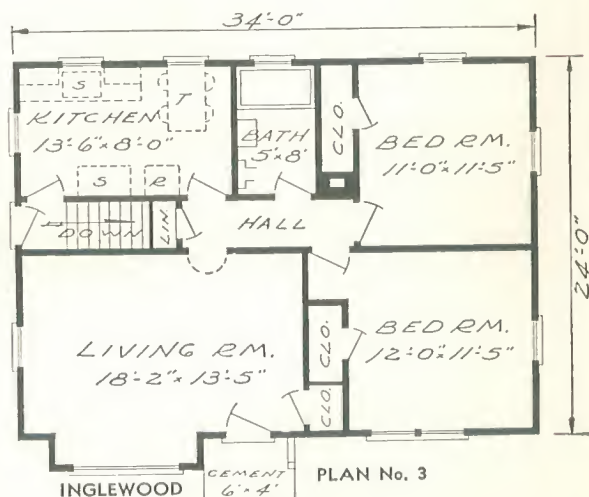 34'-0"
S
T
KITCHEN
13'-6"x8'-0"
BATH
5'x8'
CLO.
BED RM.
11'-0"x11'-5"
S
R
DOWN
LIN.
HALL
24'-0"
LIVING RM.
18'-2"x13'-5"
CLO.
BED RM.
12'-0"x11'-5"
CLO.
CEMENT
6'x4'
INGLEWOOD
PLAN No. 3